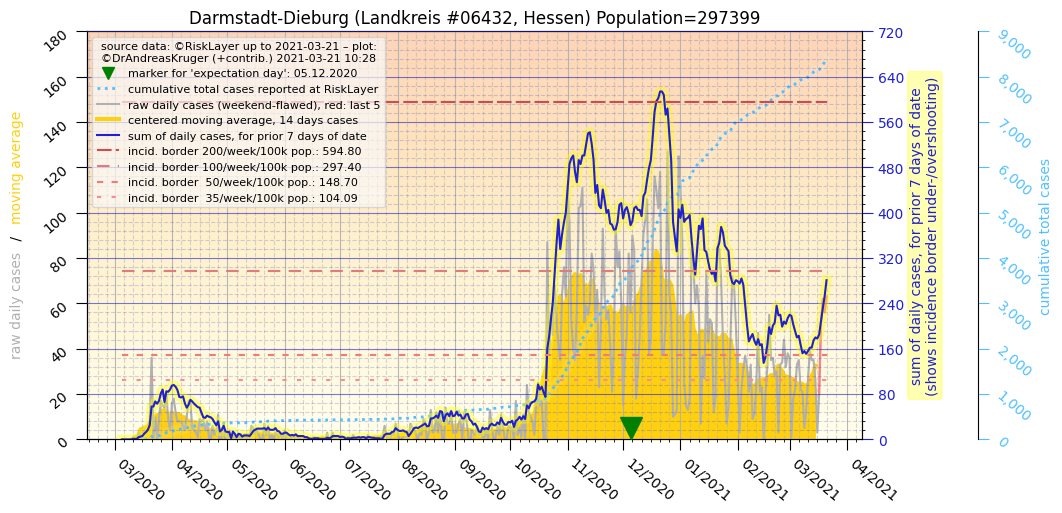 Darmstadt-Dieburg (Landkreis #06432, Hessen) Population=297399
source data: ©RiskLayer up to 2021-03-21 – plot:
©DrAndreasKruger (+contrib.) 2021-03-21 10:28
marker for 'expectation day': 05.12.2020
cumulative total cases reported at RiskLayer
raw daily cases (weekend-flawed), red: last 5
centered moving average, 14 days cases
sum of daily cases, for prior 7 days of date
incid. border 200/week/100k pop.: 594.80
incid. border 100/week/100k pop.: 297.40
incid. border 50/week/100k pop.: 148.70
incid. border 35/week/100k pop.: 104.09
raw daily cases / moving average
180
160
140
120
100
80
60
40
20
0
03/2020
04/2020
05/2020
06/2020
07/2020
08/2020
09/2020
10/2020
11/2020
12/2020
01/2021
02/2021
03/2021
04/2021
720
640
560
480
400
320
240
160
80
0
sum of daily cases, for prior 7 days of date
(shows incidence border under-/overshooting)
9,000
8,000
7,000
6,000
5,000
4,000
3,000
2,000
1,000
0
cumulative total cases